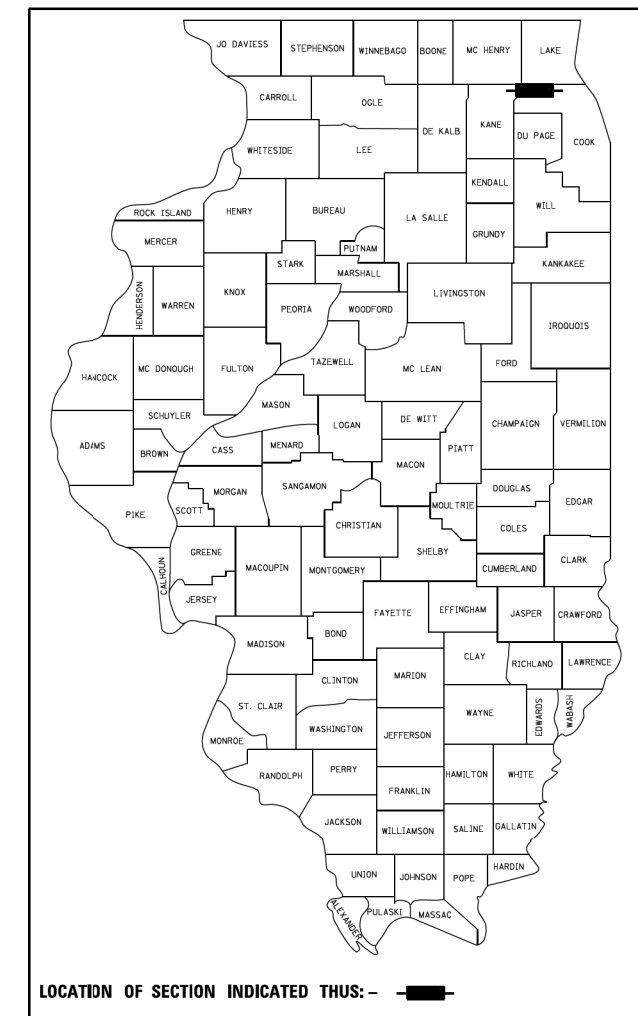 JO DAVIESS STEPHENSON WINNEBAGO BOONE MC HENRY LAKE
CARROLL OGLE DE KALB KANE DU PAGE COOK
WHITESIDE LEE KENDALL WILL
ROCK ISLAND HENRY BUREAU LA SALLE GRUNDY
MERCER PUTNAM KANKAKEE
STARK MARSHALL
HENDERSON WARREN KNOX PEORIA WOODFORD LIVINGSTON IROQUOIS
HANCOCK MC DONOUGH FULTON TAZEWELL MC LEAN FORD
SCHUYLER MASON LOGAN DE WITT CHAMPAIGN VERMILION
ADAMS BROWN CASS MENARD MACON PIATT
PIKE SCOTT MORGAN SANGAMON MOULTRIE DOUGLAS EDGAR
CHRISTIAN COLES
CALHOUN GREENE MACOUPIN MONTGOMERY SHELBY CUMBERLAND CLARK
JERSEY FAYETTE EFFINGHAM JASPER CRAWFORD
MADISON BOND CLAY RICHLAND LAWRENCE
CLINTON MARION
ST. CLAIR WAYNE EDWARDS WABASH
MONROE WASHINGTON JEFFERSON
RANDOLPH PERRY HAMILTON WHITE
FRANKLIN
JACKSON WILLIAMSON SALINE GALLATIN
UNION JOHNSON POPE HARDIN
ALEXANDER PULASKI MASSAC
LOCATION OF SECTION INDICATED THUS: –